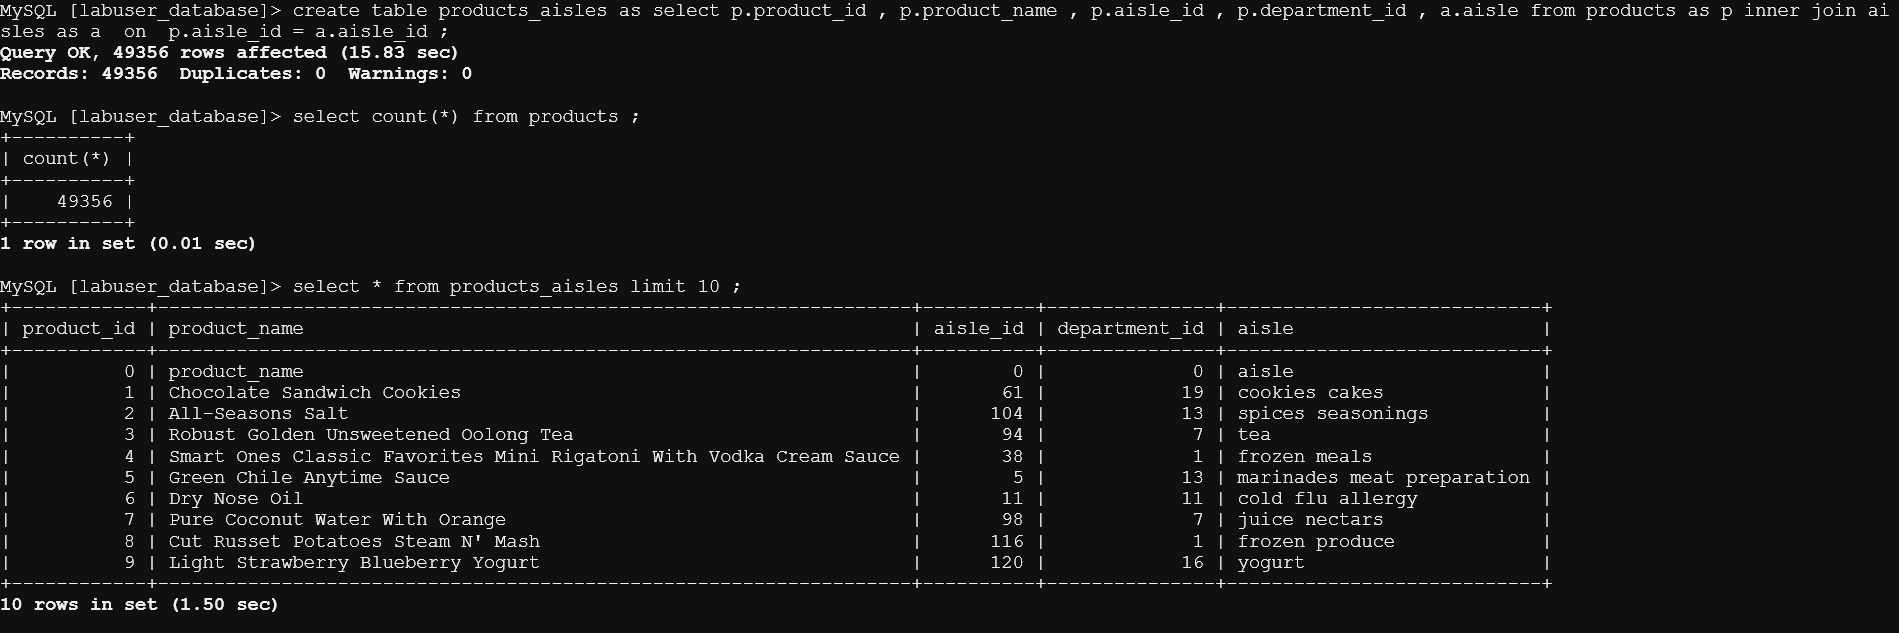 MySQL [labuser_database]> create table products_aisles as select p.product_id , p.product_name , p.aisle_id , p.department_id , a.aisle from products as p inner join ai
sles as a  on  p.aisle_id = a.aisle_id ;
Query OK, 49356 rows affected (15.83 sec)
Records: 49356  Duplicates: 0  Warnings: 0

MySQL [labuser_database]> select count(*) from products ;
+----------+
| count(*) |
+----------+
|    49356 |
+----------+
1 row in set (0.01 sec)

MySQL [labuser_database]> select * from products_aisles limit 10 ;
+------------+-------------------------------------------------------------------+----------+---------------+----------------------------+
| product_id | product_name                                                      | aisle_id | department_id | aisle                      |
+------------+-------------------------------------------------------------------+----------+---------------+----------------------------+
|          0 | product_name                                                      |        0 |             0 | aisle                      |
|          1 | Chocolate Sandwich Cookies                                        |       61 |            19 | cookies cakes              |
|          2 | All-Seasons Salt                                                  |      104 |            13 | spices seasonings          |
|          3 | Robust Golden Unsweetened Oolong Tea                              |       94 |             7 | tea                        |
|          4 | Smart Ones Classic Favorites Mini Rigatoni With Vodka Cream Sauce |       38 |             1 | frozen meals               |
|          5 | Green Chile Anytime Sauce                                         |        5 |            13 | marinades meat preparation |
|          6 | Dry Nose Oil                                                      |       11 |            11 | cold flu allergy           |
|          7 | Pure Coconut Water With Orange                                    |       98 |             7 | juice nectars              |
|          8 | Cut Russet Potatoes Steam N' Mash                                 |      116 |             1 | frozen produce             |
|          9 | Light Strawberry Blueberry Yogurt                                 |      120 |            16 | yogurt                     |
+------------+-------------------------------------------------------------------+----------+---------------+----------------------------+
10 rows in set (1.50 sec)